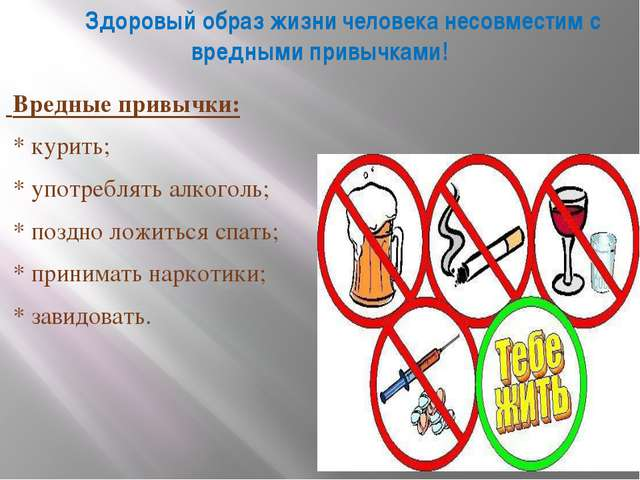 Здоровый образ жизни человека несовместим с
вредными привычками!
Вредные привычки:
* курить;
* употреблять алкоголь;
* поздно ложиться спать;
* принимать наркотики;
* завидовать.
тебе
жить